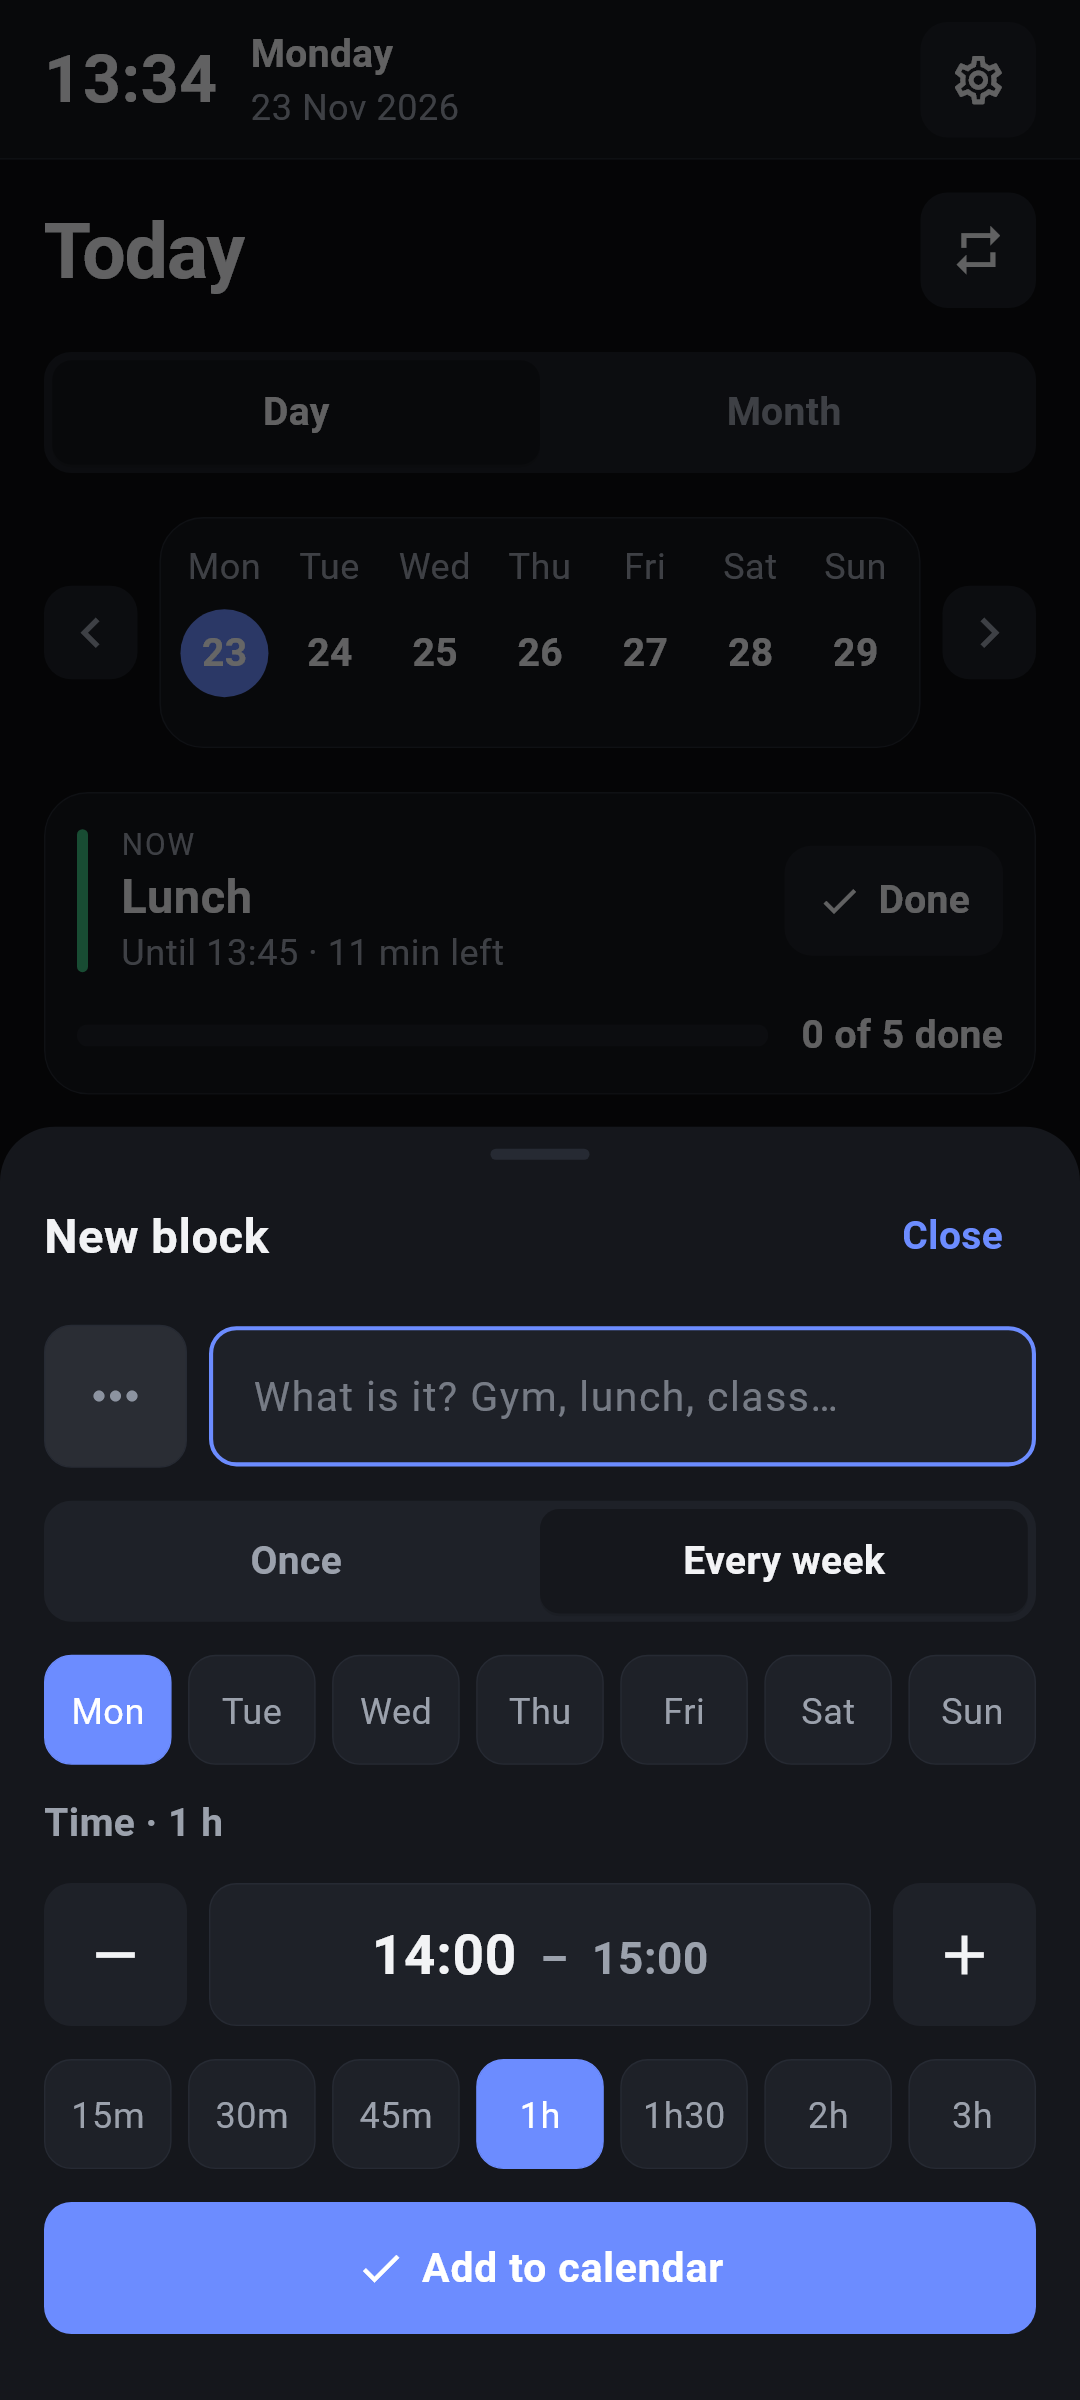 13:34
Monday
23 Nov 2026
Today
Day Month
Mon Tue Wed Thu Fri Sat Sun
23 24 25 26 27 28 29
NOW
Lunch
Until 13:45 · 11 min left
Done
0 of 5 done
New block
Close
What is it? Gym, lunch, class…
Once Every week
Mon Tue Wed Thu Fri Sat Sun
Time · 1 h
14:00 – 15:00
15m 30m 45m 1h 1h30 2h 3h
Add to calendar